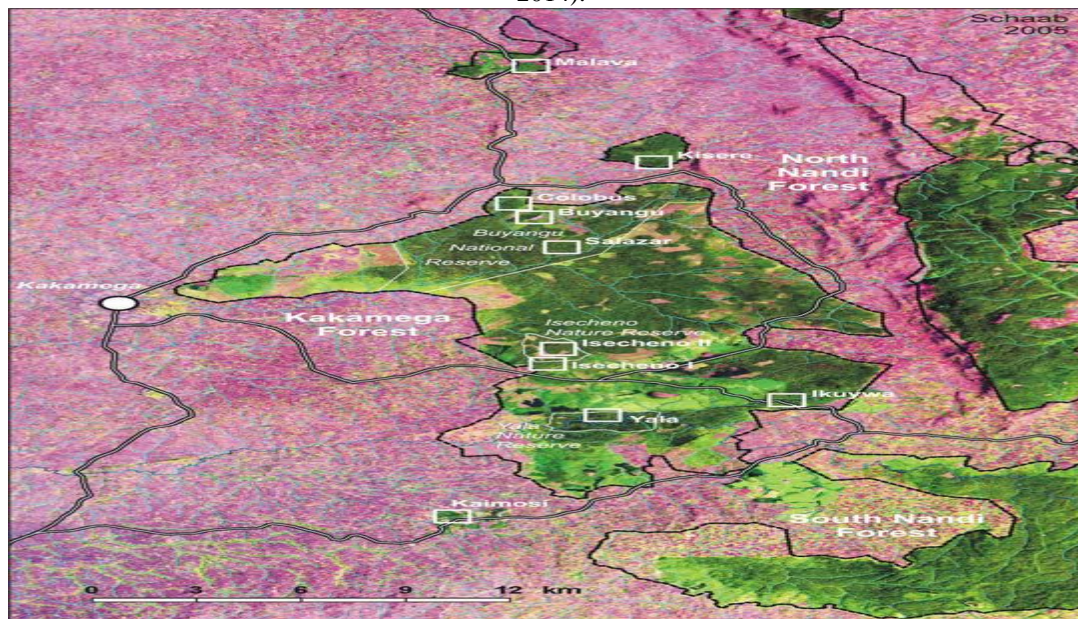 2014).
Schaab
2005
Malava
Kisere
North
Nandi
Forest
Colobus
Buyangu
Buyangu
National
Reserve
Salazar
Kakamega
Kakamega
Forest
Isecheno
Nature Reserve
Isecheno II
Isecheno I
Ikuywa
Yala
Yala
Nature
Reserve
Kaimosi
South Nandi
Forest
0 3 6 9 12 km